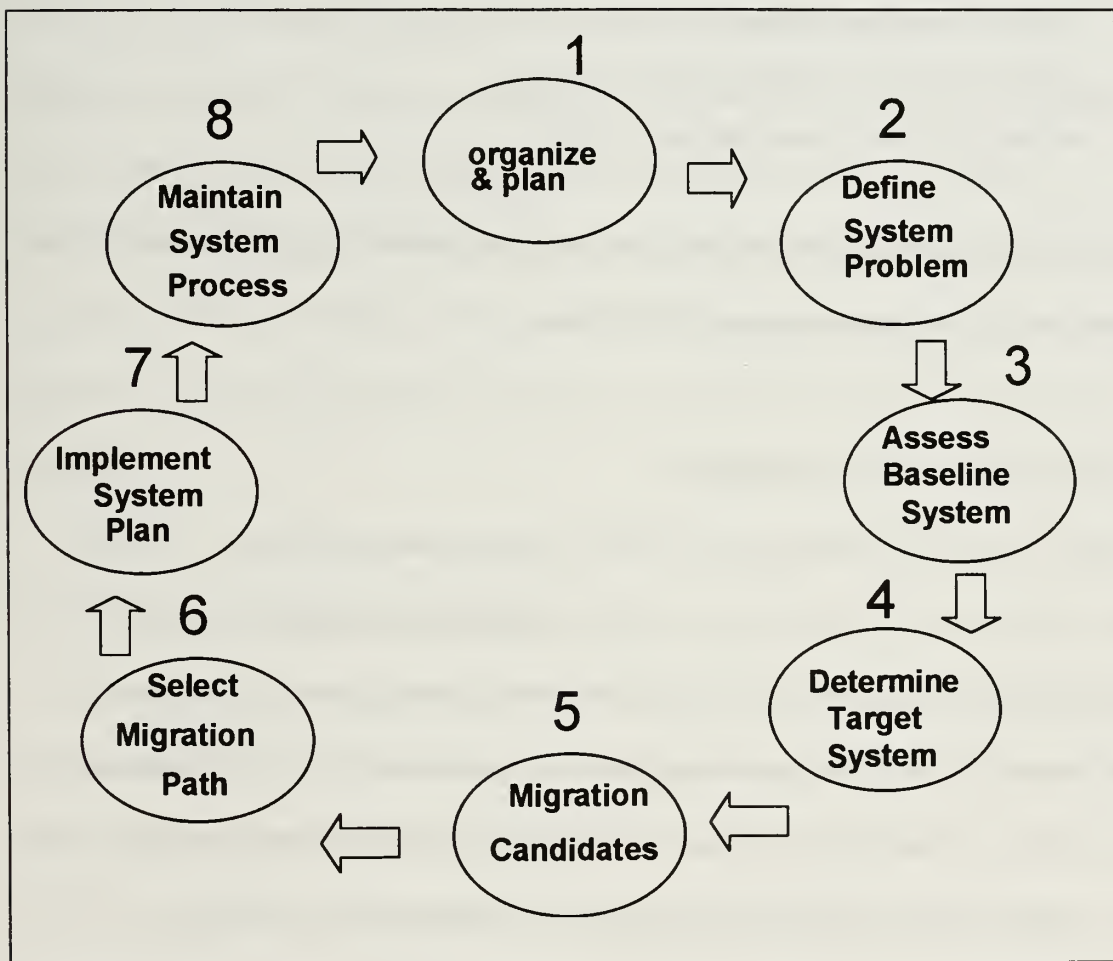 1
organize
& plan
2
Define
System
Problem
3
Assess
Baseline
System
4
Determine
Target
System
5
Migration
Candidates
6
Select
Migration
Path
7
Implement
System
Plan
8
Maintain
System
Process